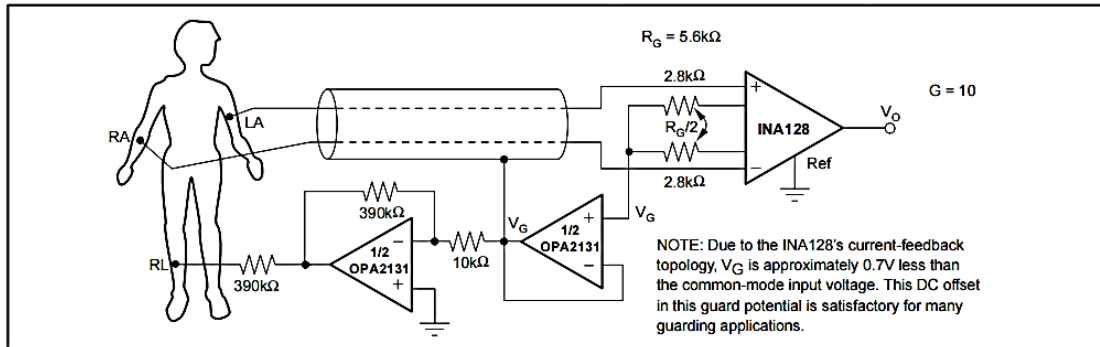 R_G = 5.6kΩ
2.8kΩ
G = 10
LA
RA
+
V_O
R_G/2
INA128
−
Ref
2.8kΩ
390kΩ
V_G
+
V_G
1/2
OPA2131
−
−
1/2
OPA2131
+
10kΩ
RL
390kΩ
NOTE: Due to the INA128's current-feedback
topology, V_G is approximately 0.7V less than
the common-mode input voltage. This DC offset
in this guard potential is satisfactory for many
guarding applications.